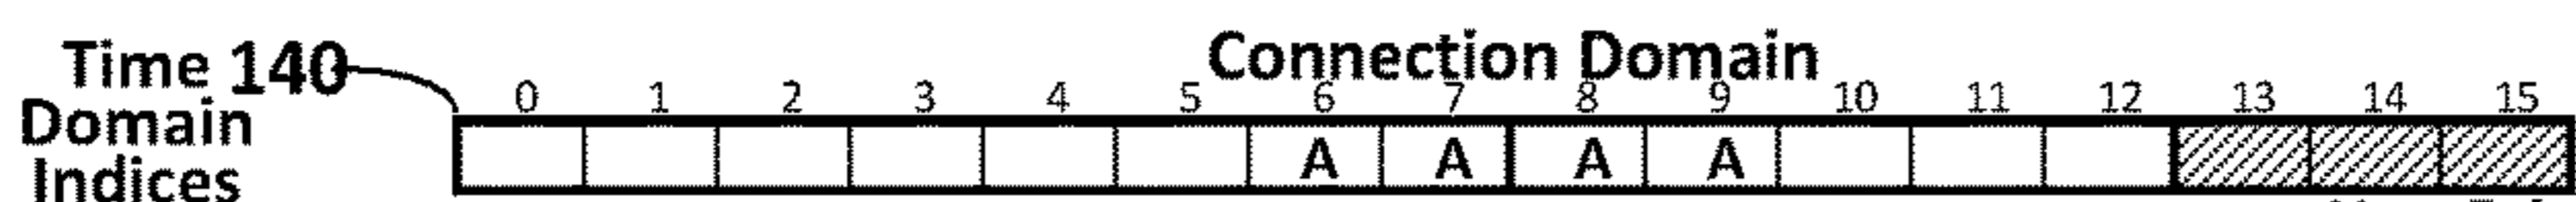 Time 140
Domain
Indices
Connection Domain
0 1 2 3 4 5 6 7 8 9 10 11 12 13 14 15
A A A A